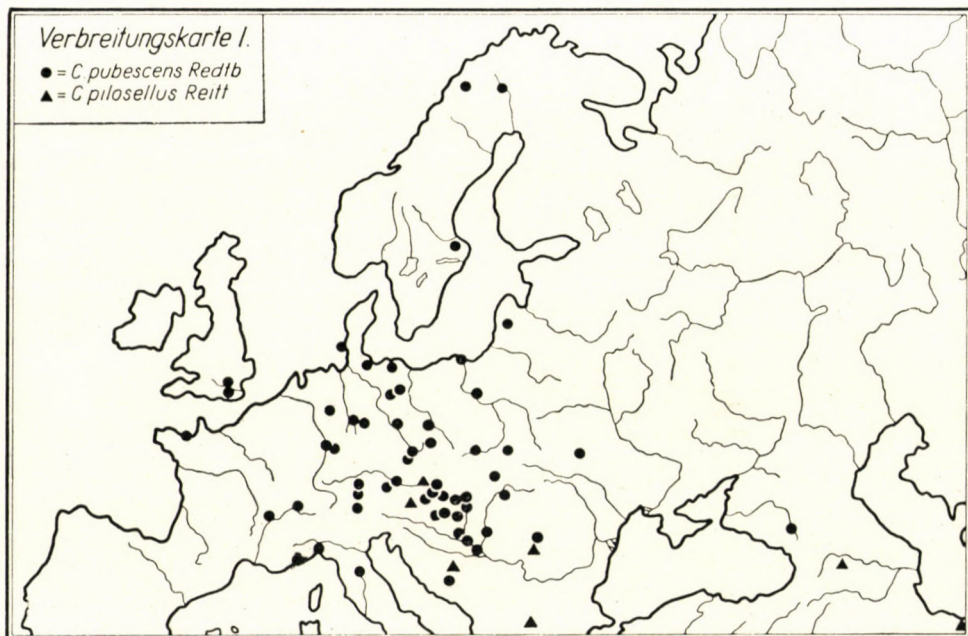 Verbreitungskarte I.
● = C. pubescens Redtb
▲ = C. pilosellus Reitt